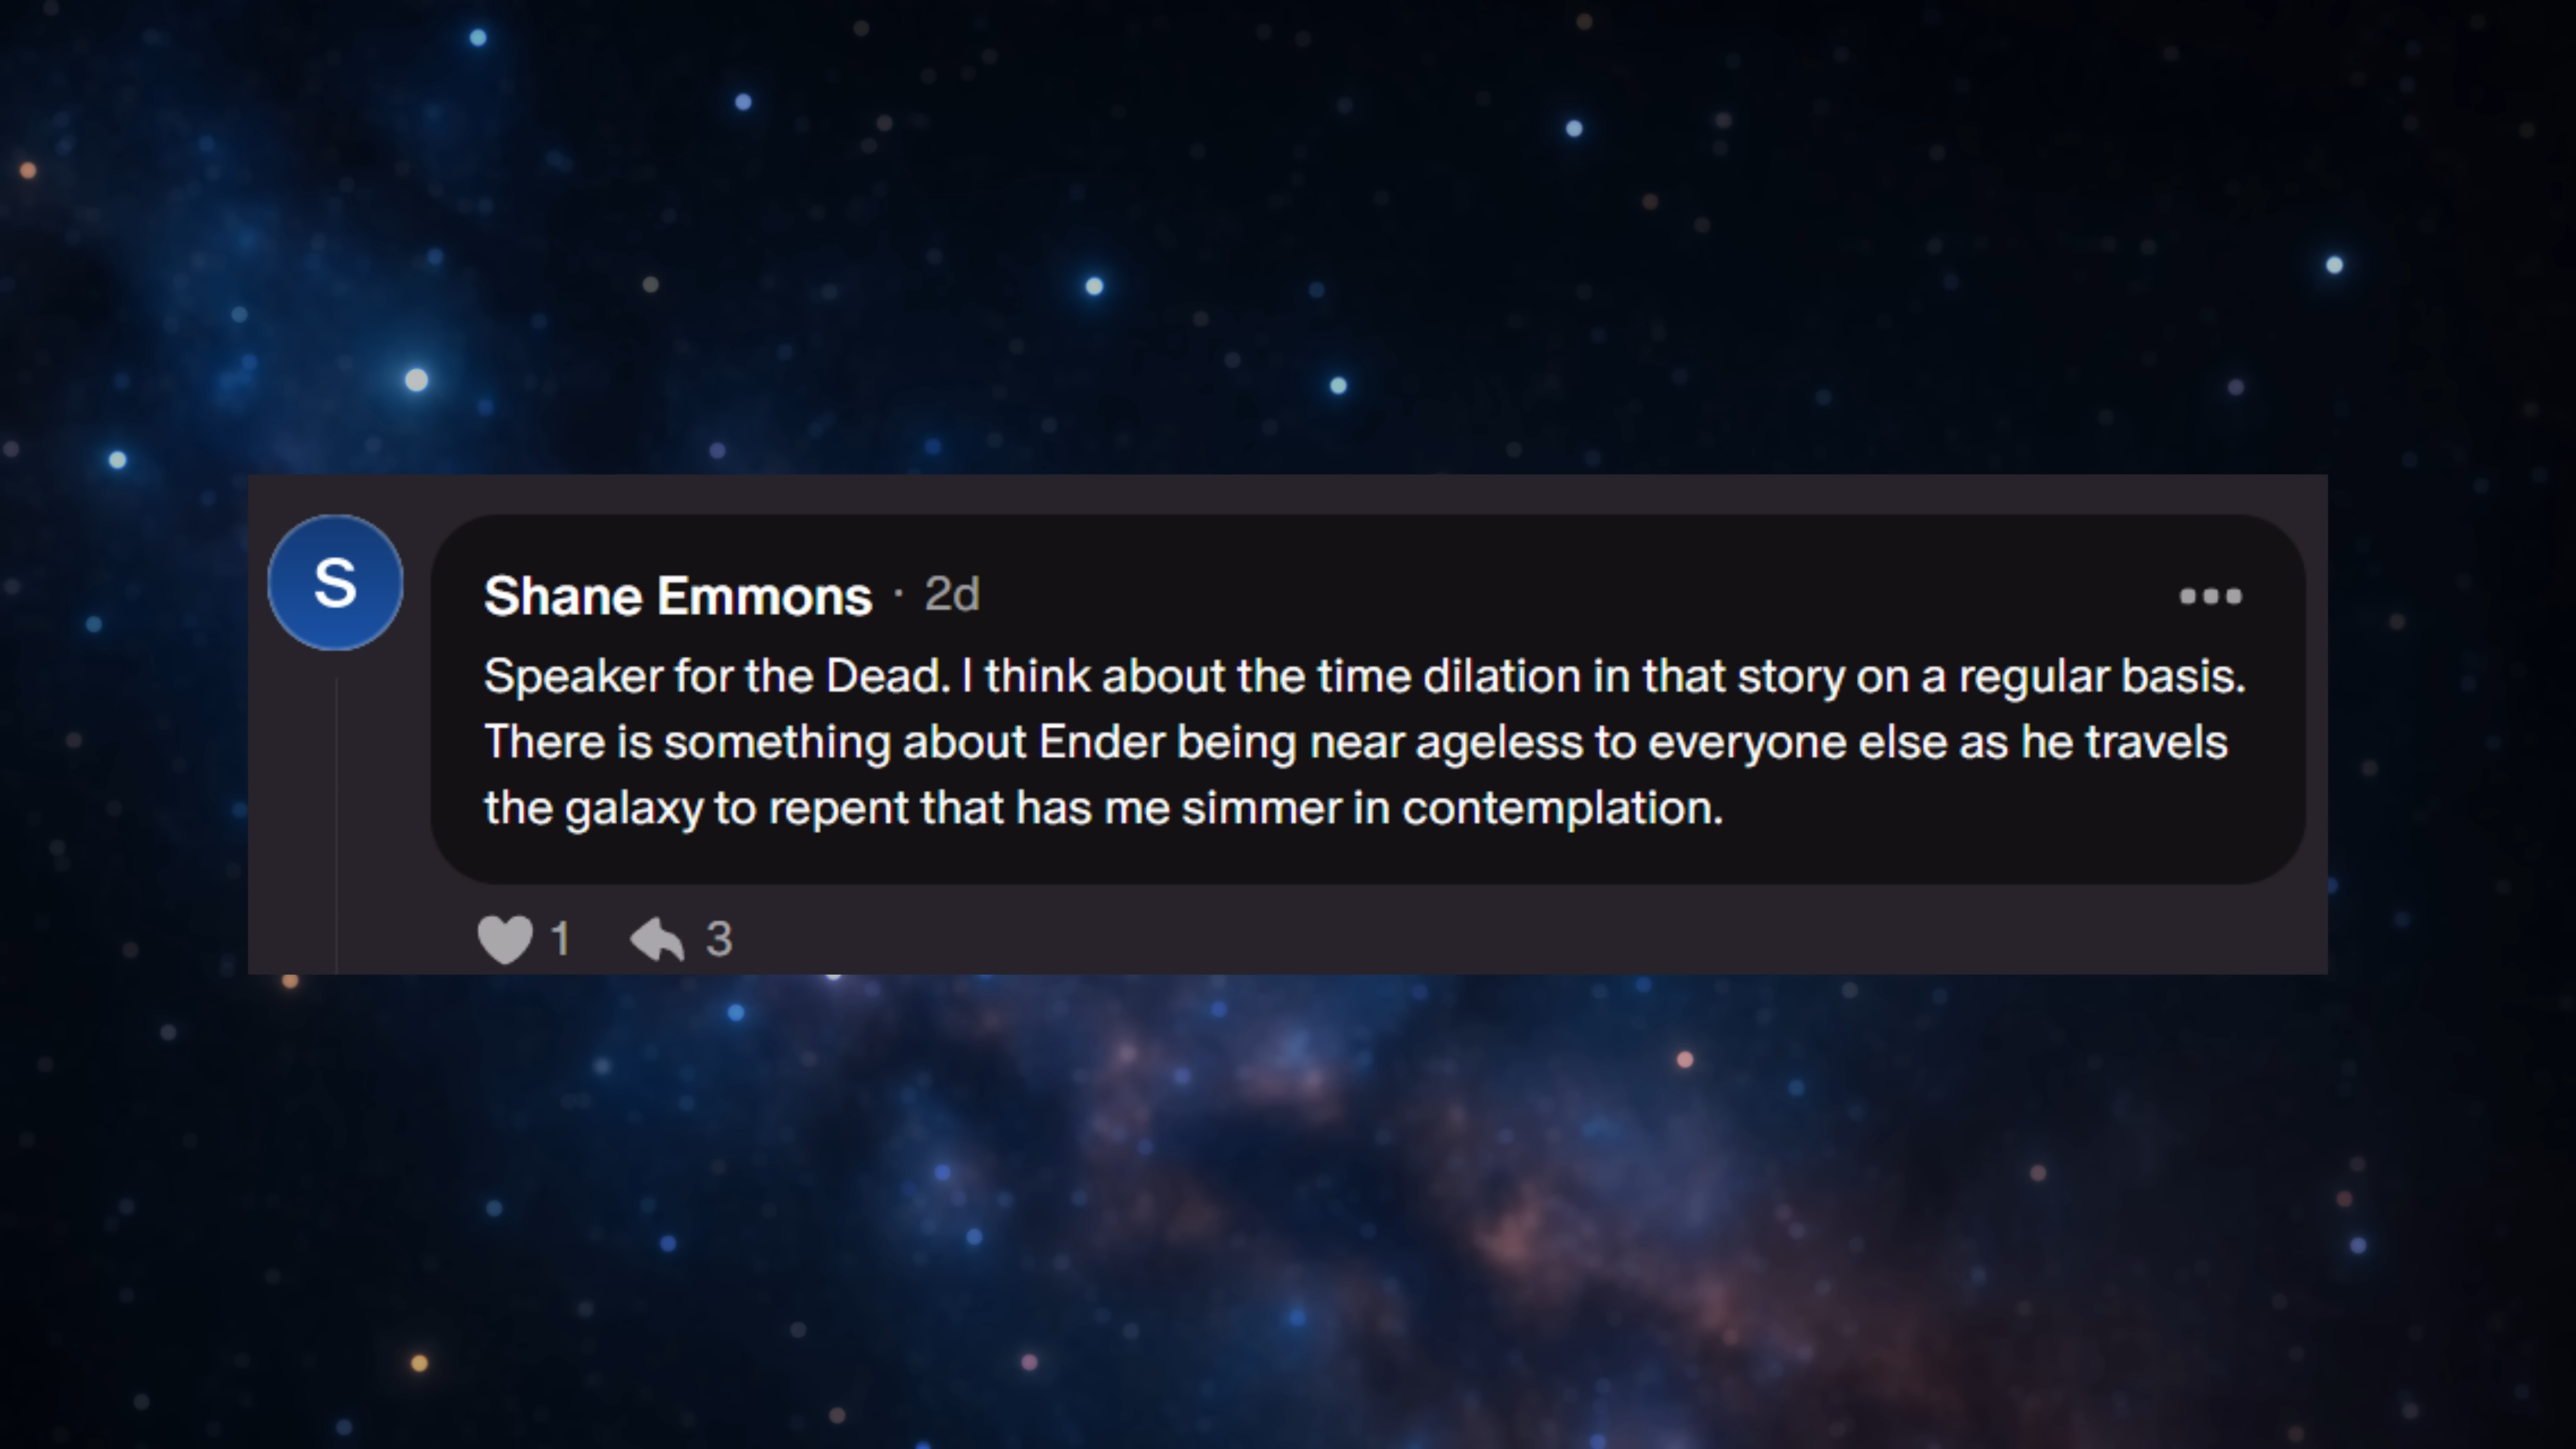 S
Shane Emmons · 2d
Speaker for the Dead. I think about the time dilation in that story on a regular basis.
There is something about Ender being near ageless to everyone else as he travels
the galaxy to repent that has me simmer in contemplation.
1 3